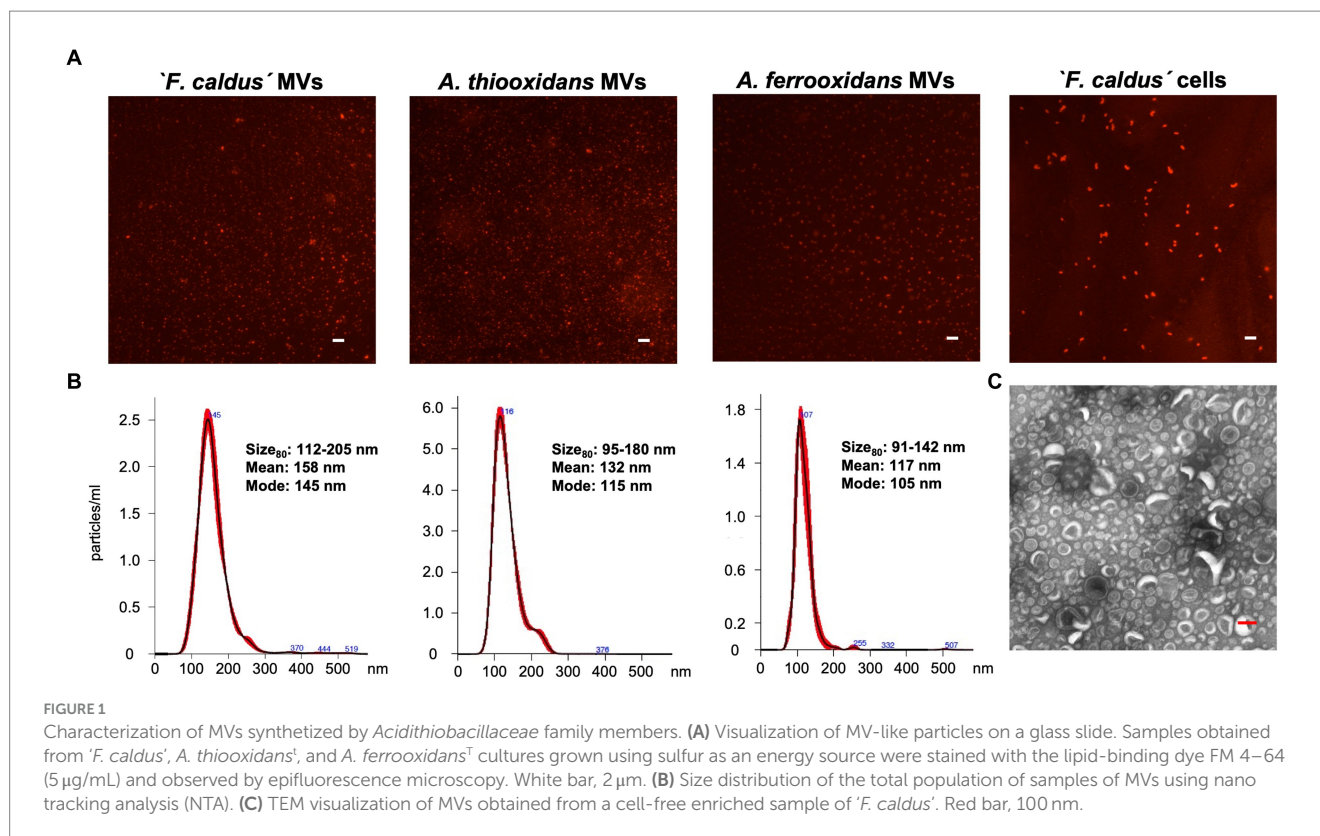 A
`F. caldus´ MVs
A. thiooxidans MVs
A. ferrooxidans MVs
`F. caldus´ cells
B
C
particles/ml
2.5
2.0
1.5
1.0
0.5
0
45
Size80: 112-205 nm
Mean: 158 nm
Mode: 145 nm
370 444 519
0 100 200 300 400 500 nm
6.0
5.0
4.0
3.0
2.0
1.0
0
16
Size80: 95-180 nm
Mean: 132 nm
Mode: 115 nm
376
0 100 200 300 400 500 nm
1.8
1.4
1.0
0.6
0.2
0
07
Size80: 91-142 nm
Mean: 117 nm
Mode: 105 nm
255 332 507
0 100 200 300 400 500 nm
FIGURE 1
Characterization of MVs synthetized by Acidithiobacillaceae family members. (A) Visualization of MV-like particles on a glass slide. Samples obtained
from ‘F. caldus’, A. thiooxidansᵗ, and A. ferrooxidansᵀ cultures grown using sulfur as an energy source were stained with the lipid-binding dye FM 4–64
(5 μg/mL) and observed by epifluorescence microscopy. White bar, 2 μm. (B) Size distribution of the total population of samples of MVs using nano
tracking analysis (NTA). (C) TEM visualization of MVs obtained from a cell-free enriched sample of ‘F. caldus’. Red bar, 100 nm.